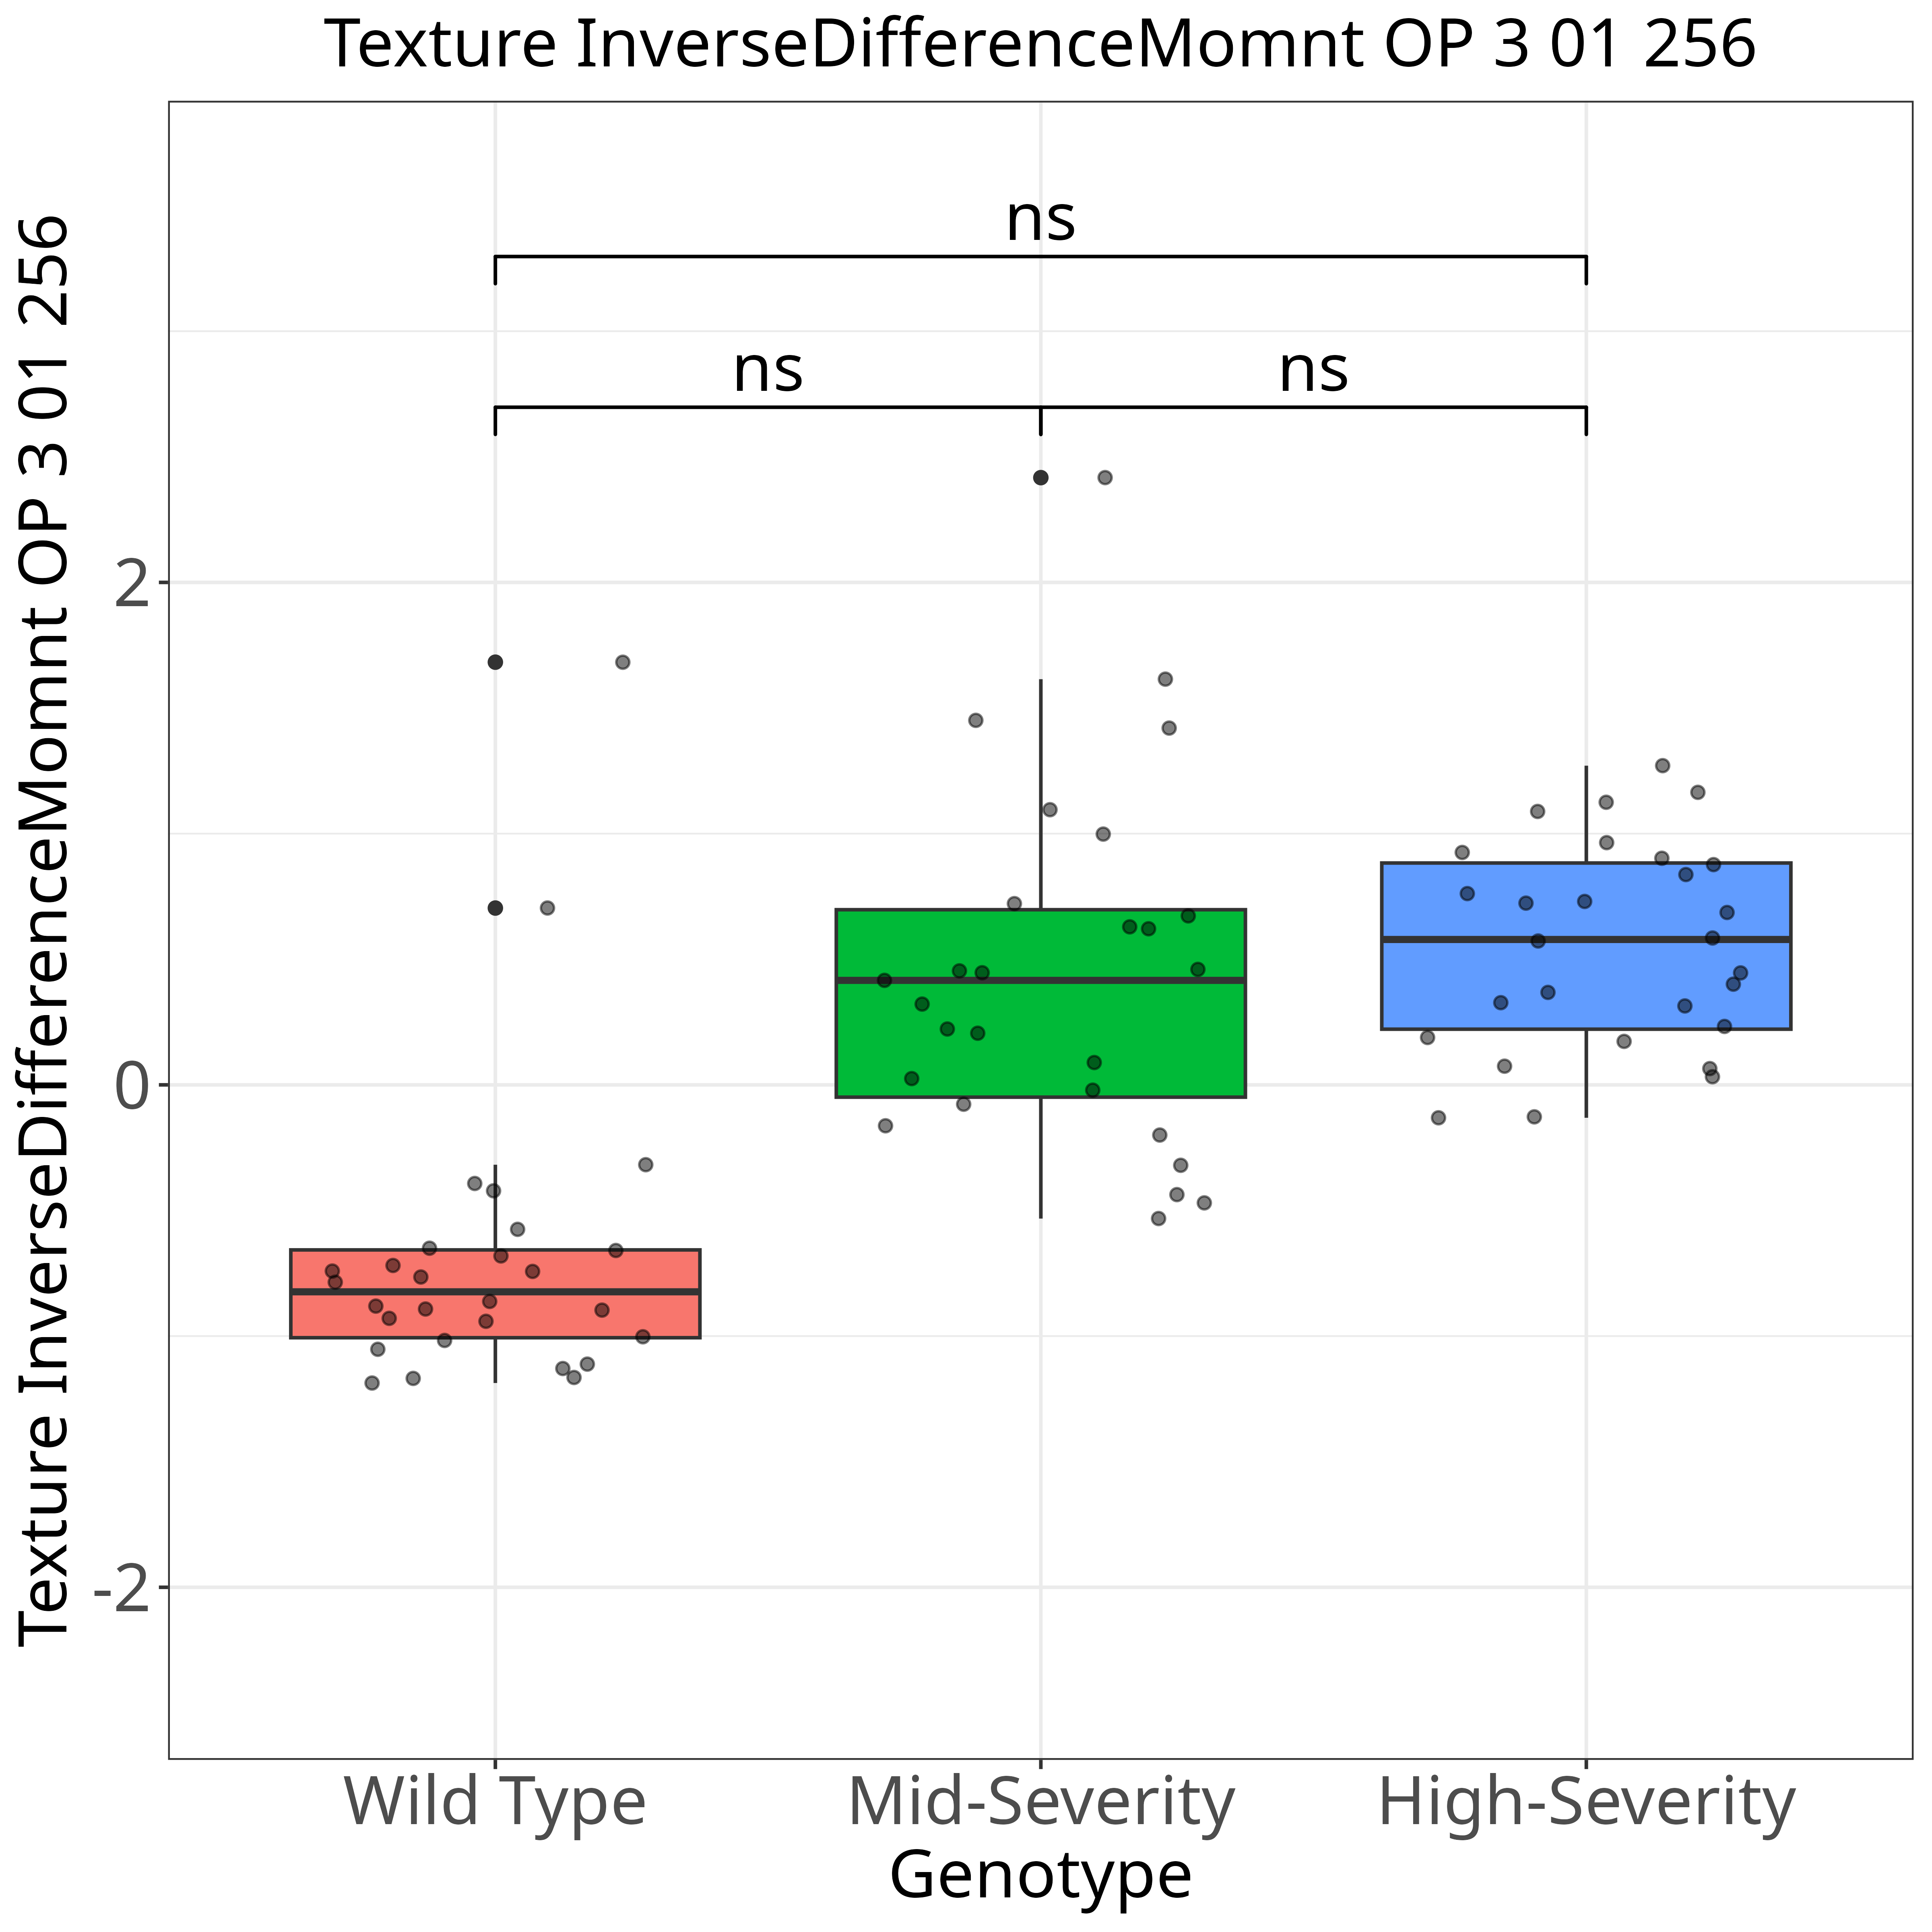 Texture InverseDifferenceMomnt OP 3 01 256
Texture InverseDifferenceMomnt OP 3 01 256
ns
ns
ns
2
0
-2
Wild Type
Mid-Severity
High-Severity
Genotype